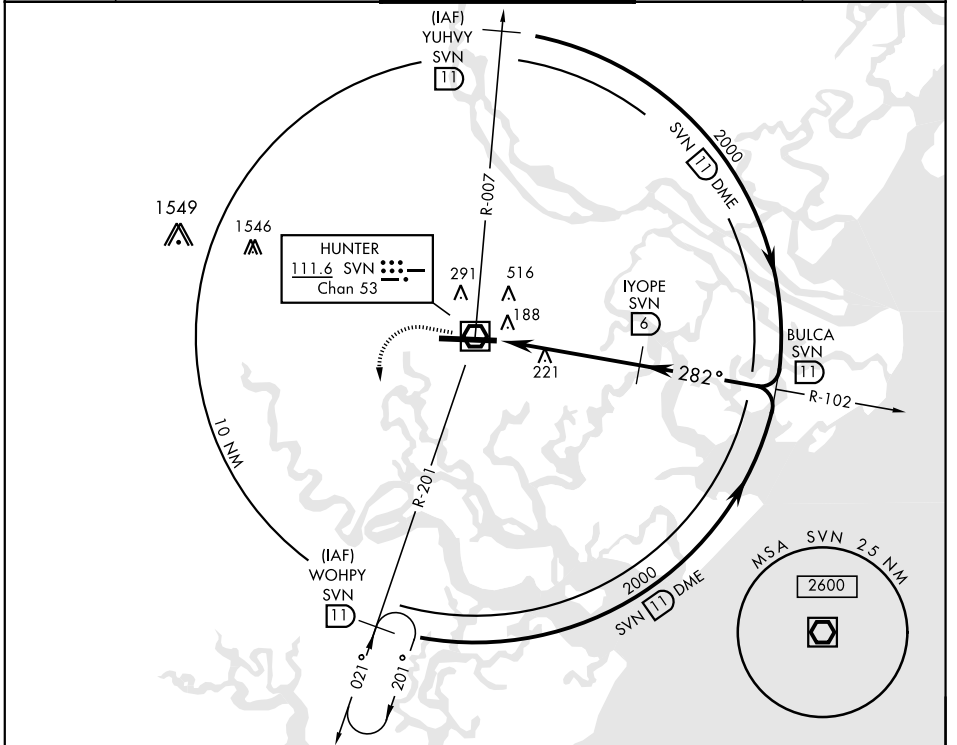 (IAF)
YUHVY
SVN
11
2000
SVN 11 DME
R-007
1549
1546
HUNTER
111.6 SVN
Chan 53
291
516
188
221
IYOPE
SVN
6
BULCA
SVN
11
282°
R-102
10 NM
R-201
(IAF)
WOHPY
SVN
11
2000
SVN 11 DME
021°
201°
MSA SVN 25 NM
2600